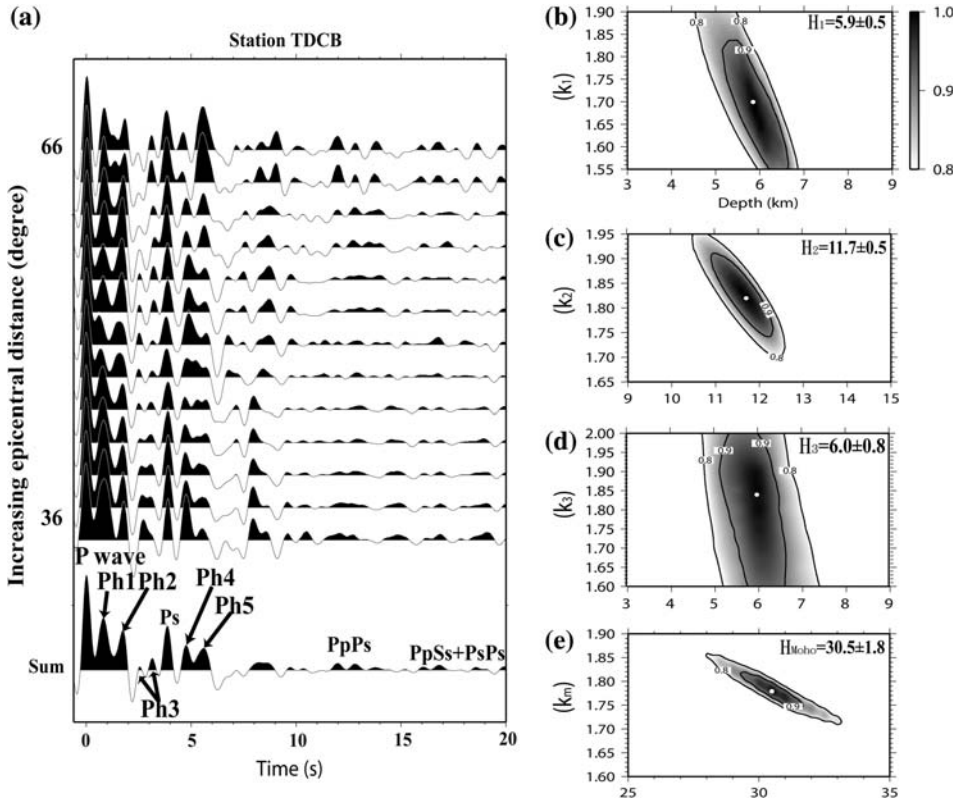 (a)
Station TDCB
Increasing epicentral distance (degree)
66
36
P wave
Ph1 Ph2
Ph3
Ps
Ph4
Ph5
PpPs
PpSs+PsPs
Sum
0 5 10 15 20
Time (s)
(b)
H1=5.9±0.5
(k1)
1.90
1.85
1.80
1.75
1.70
1.65
1.60
1.55
0.8
0.9
3 4 5 6 7 8 9
Depth (km)
1.0
0.9
0.8
(c)
H2=11.7±0.5
(k2)
1.95
1.90
1.85
1.80
1.75
1.70
1.65
0.9
0.8
9 10 11 12 13 14 15
(d)
H3=6.0±0.8
(k3)
2.00
1.95
1.90
1.85
1.80
1.75
1.70
1.65
1.60
0.8
0.9
0.9
0.8
3 4 5 6 7 8 9
(e)
HMoho=30.5±1.8
(km)
1.90
1.85
1.80
1.75
1.70
1.65
1.60
0.8
0.9
25 30 35